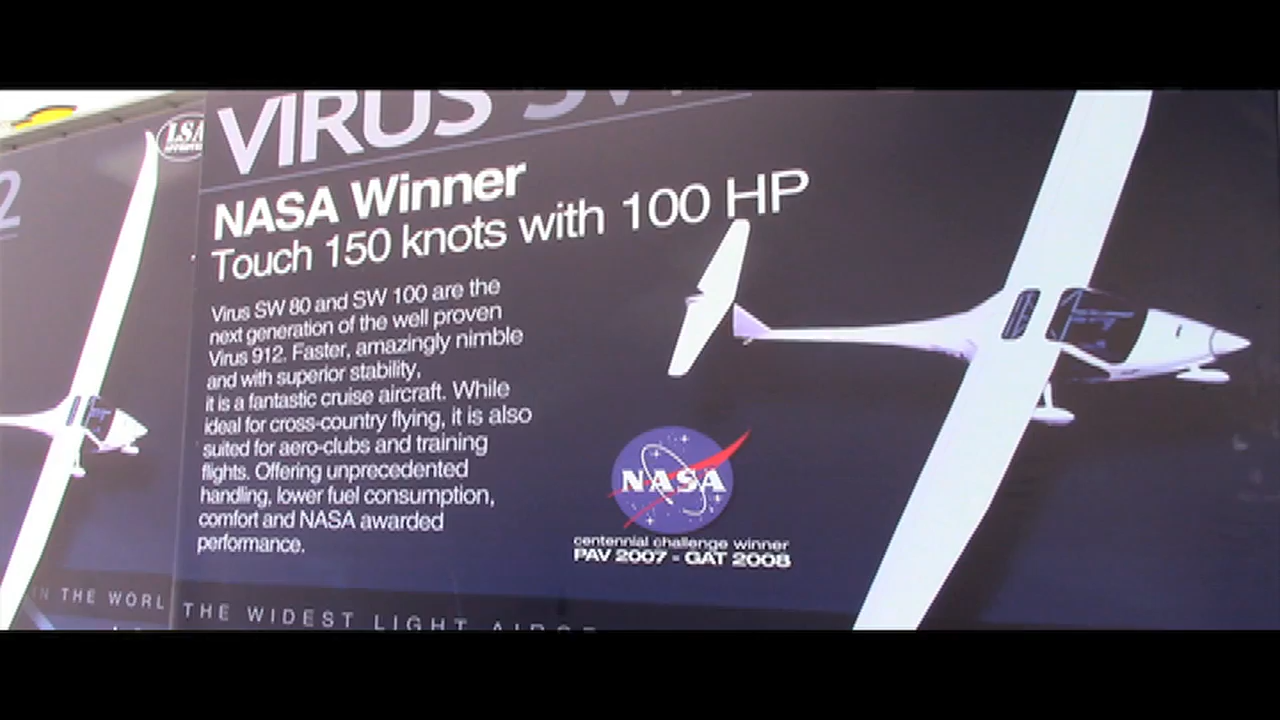 2
LSA
VIRUS SW
NASA Winner
Touch 150 knots with 100 HP
Virus SW 80 and SW 100 are the
next generation of the well proven
Virus 912. Faster, amazingly nimble
and with superior stability,
it is a fantastic cruise aircraft. While
ideal for cross-country flying, it is also
suited for aero-clubs and training
flights. Offering unprecedented
handling, lower fuel consumption,
comfort and NASA awarded
performance.
NASA
centennial challenge winner
PAV 2007 - GAT 2008
IN THE WORL
THE WIDEST LIGHT